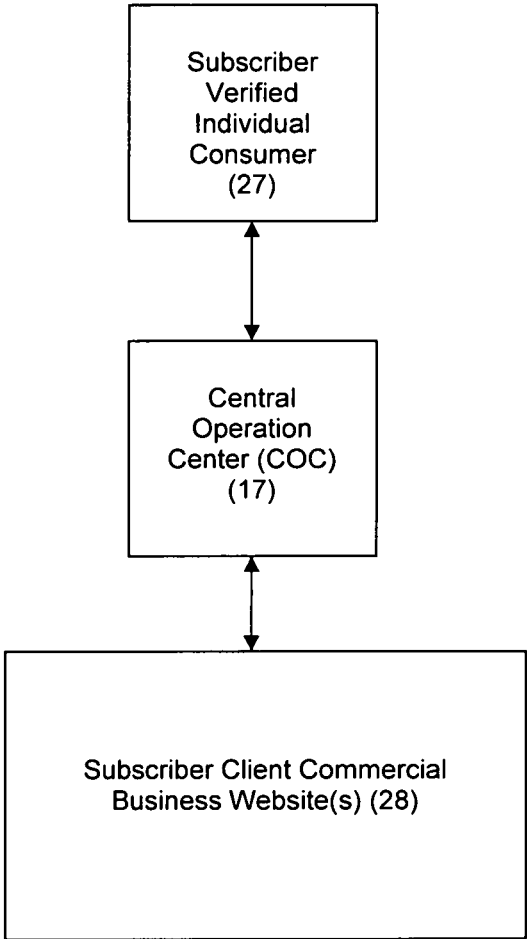 Subscriber
Verified
Individual
Consumer
(27)
Central
Operation
Center (COC)
(17)
Subscriber Client Commercial
Business Website(s) (28)